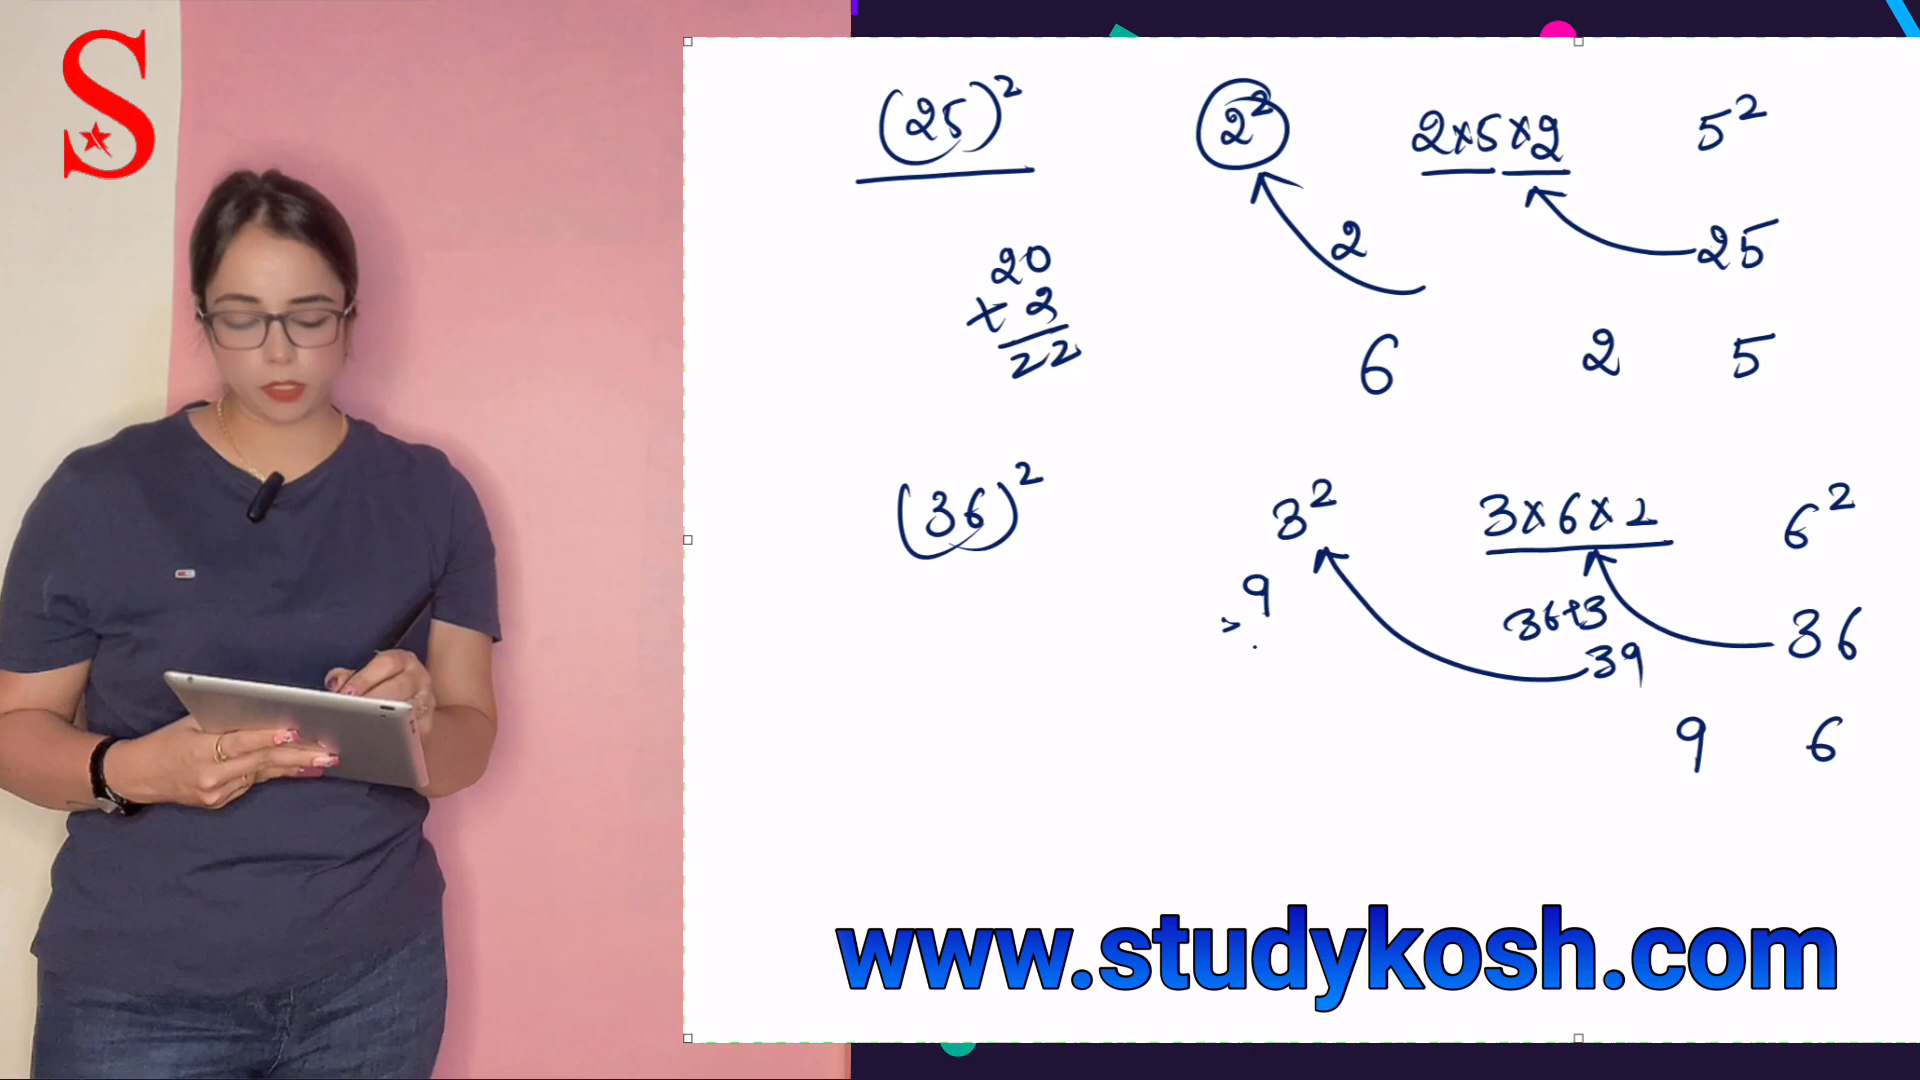 S
(25)² 2² 2×5×2 5²
2 25
20
+ 2
22
6 2 5
(36)² 3² 3×6×2 6²
9 36+3 36
39
9 6
www.studykosh.com